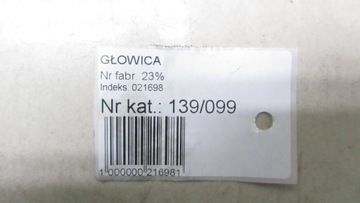 GŁOWICA
Nr fabr. 23%
Indeks: 021698
Nr kat.: 139/099
1 000000 216981